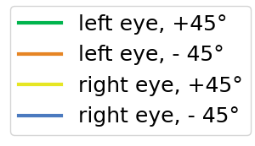 left eye, +45°
left eye, - 45°
right eye, +45°
right eye, - 45°